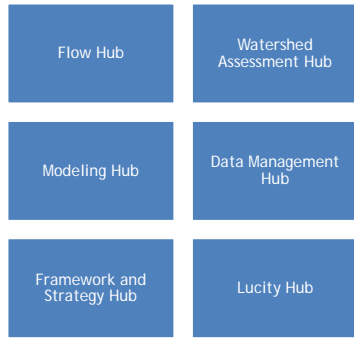 Flow Hub
Watershed
Assessment Hub
Modeling Hub
Data Management
Hub
Framework and
Strategy Hub
Lucity Hub